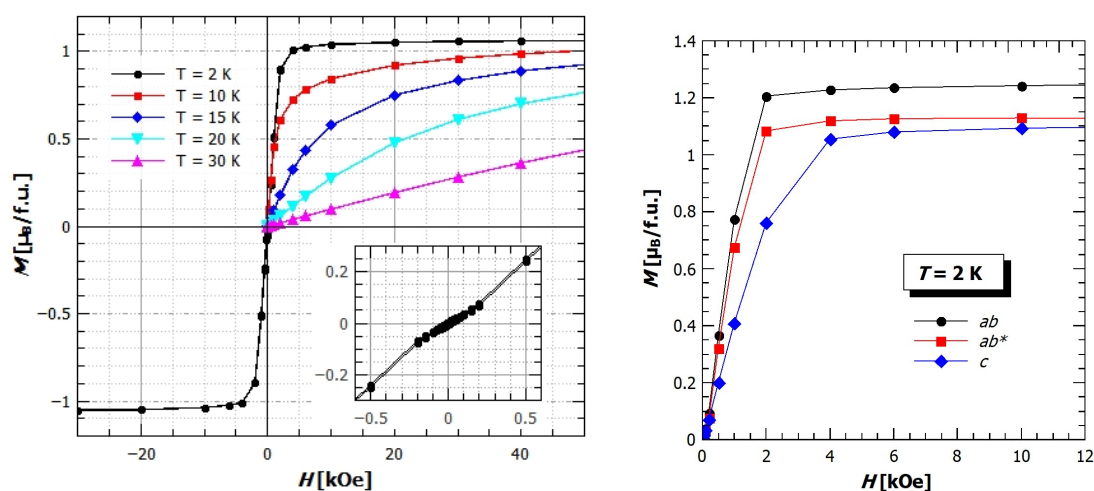 1
0.5
0
−0.5
−1
M [μB/f.u.]
T = 2 K
T = 10 K
T = 15 K
T = 20 K
T = 30 K
0.2
0
−0.2
−0.5
0
0.5
−20
0
20
40
H [kOe]
1.4
1.2
1
0.8
0.6
0.4
0.2
0
M [μB/f.u.]
T = 2 K
ab
ab*
c
0
2
4
6
8
10
12
H [kOe]